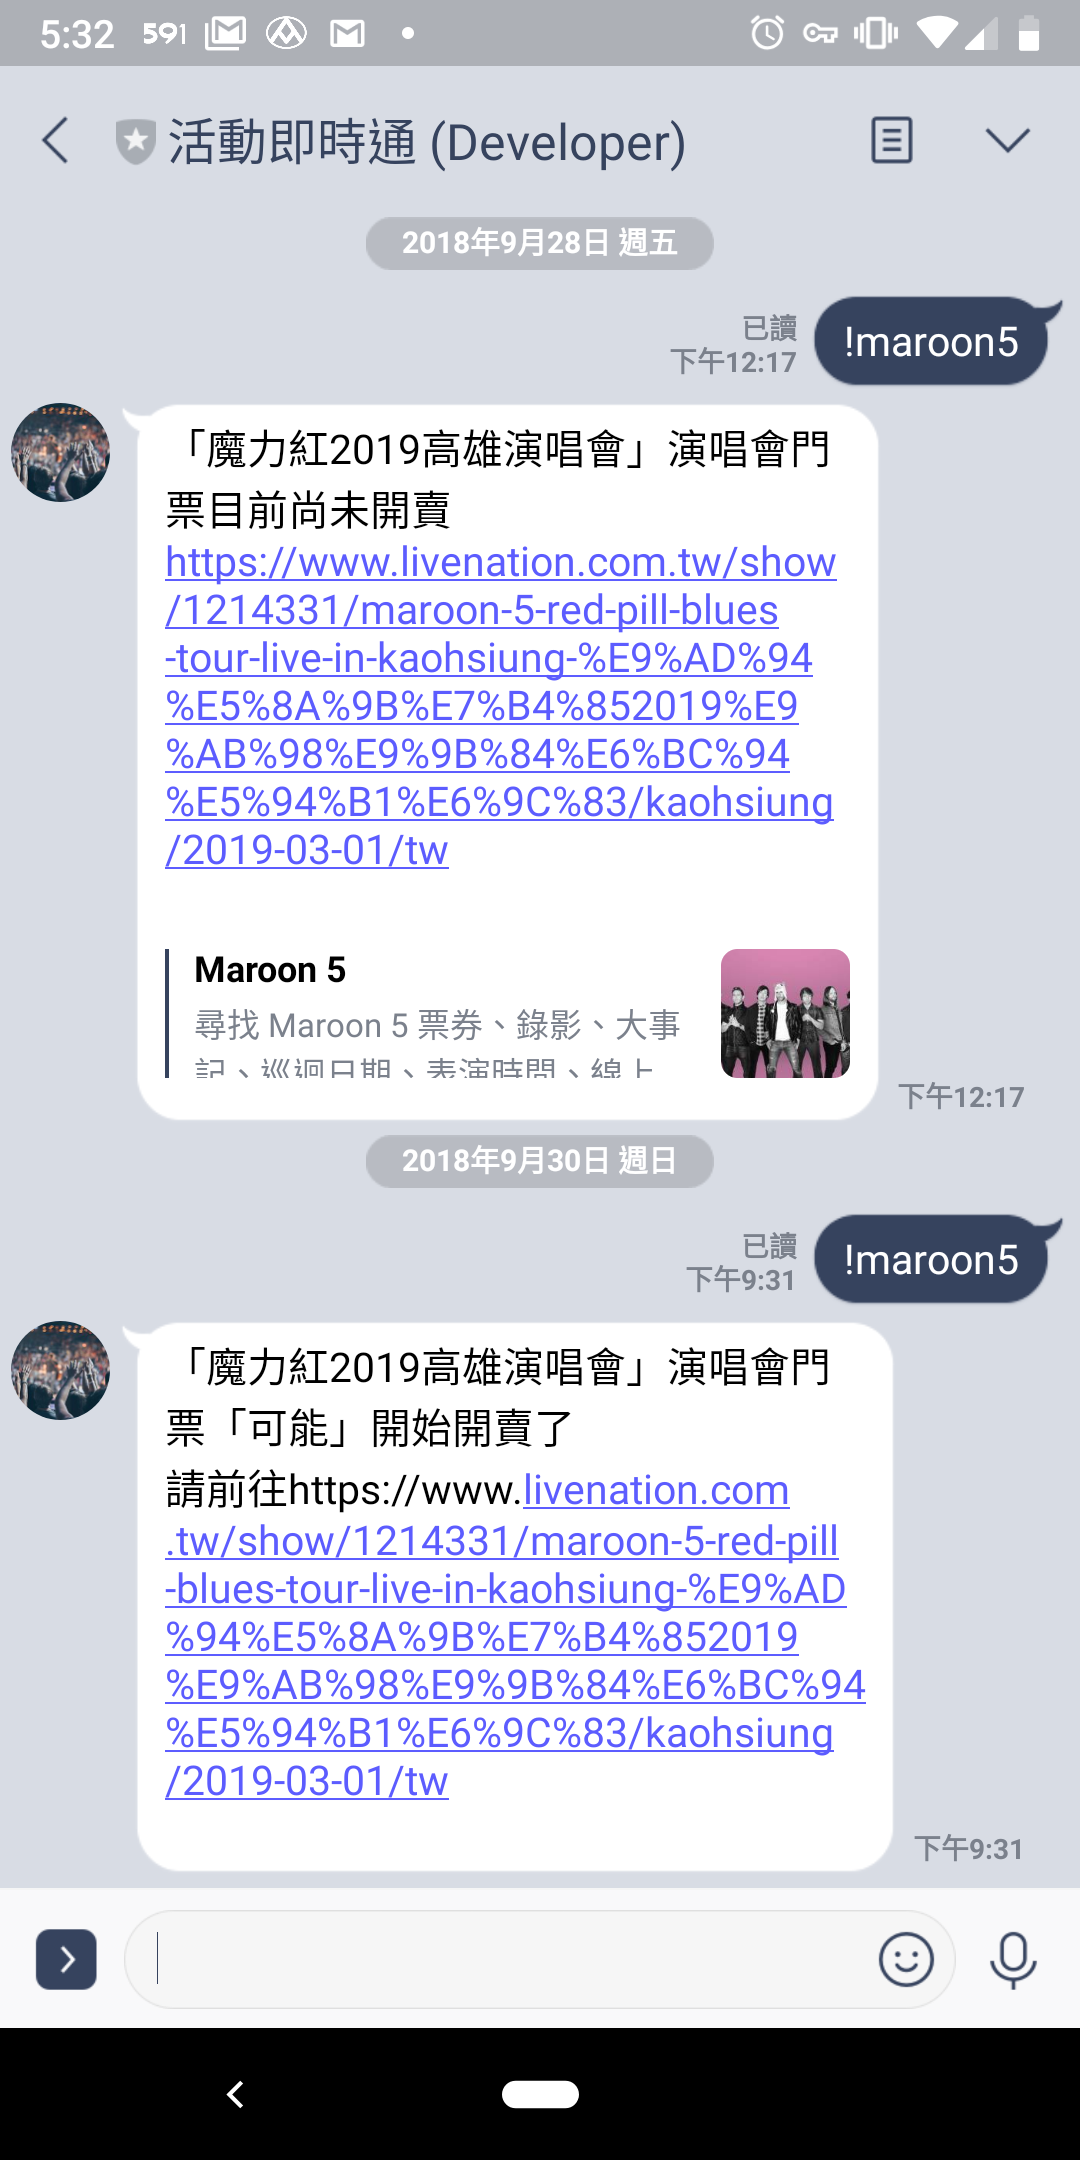 5:32 591
活動即時通 (Developer)
2018年9月28日 週五
已讀
下午12:17
!maroon5
「魔力紅2019高雄演唱會」演唱會門
票目前尚未開賣
https://www.livenation.com.tw/show
/1214331/maroon-5-red-pill-blues
-tour-live-in-kaohsiung-%E9%AD%94
%E5%8A%9B%E7%B4%852019%E9
%AB%98%E9%9B%84%E6%BC%94
%E5%94%B1%E6%9C%83/kaohsiung
/2019-03-01/tw
Maroon 5
尋找 Maroon 5 票券、錄影、大事
記、巡迴日期、表演時間、線上
下午12:17
2018年9月30日 週日
已讀
下午9:31
!maroon5
「魔力紅2019高雄演唱會」演唱會門
票「可能」開始開賣了
請前往https://www.livenation.com
.tw/show/1214331/maroon-5-red-pill
-blues-tour-live-in-kaohsiung-%E9%AD
%94%E5%8A%9B%E7%B4%852019
%E9%AB%98%E9%9B%84%E6%BC%94
%E5%94%B1%E6%9C%83/kaohsiung
/2019-03-01/tw
下午9:31